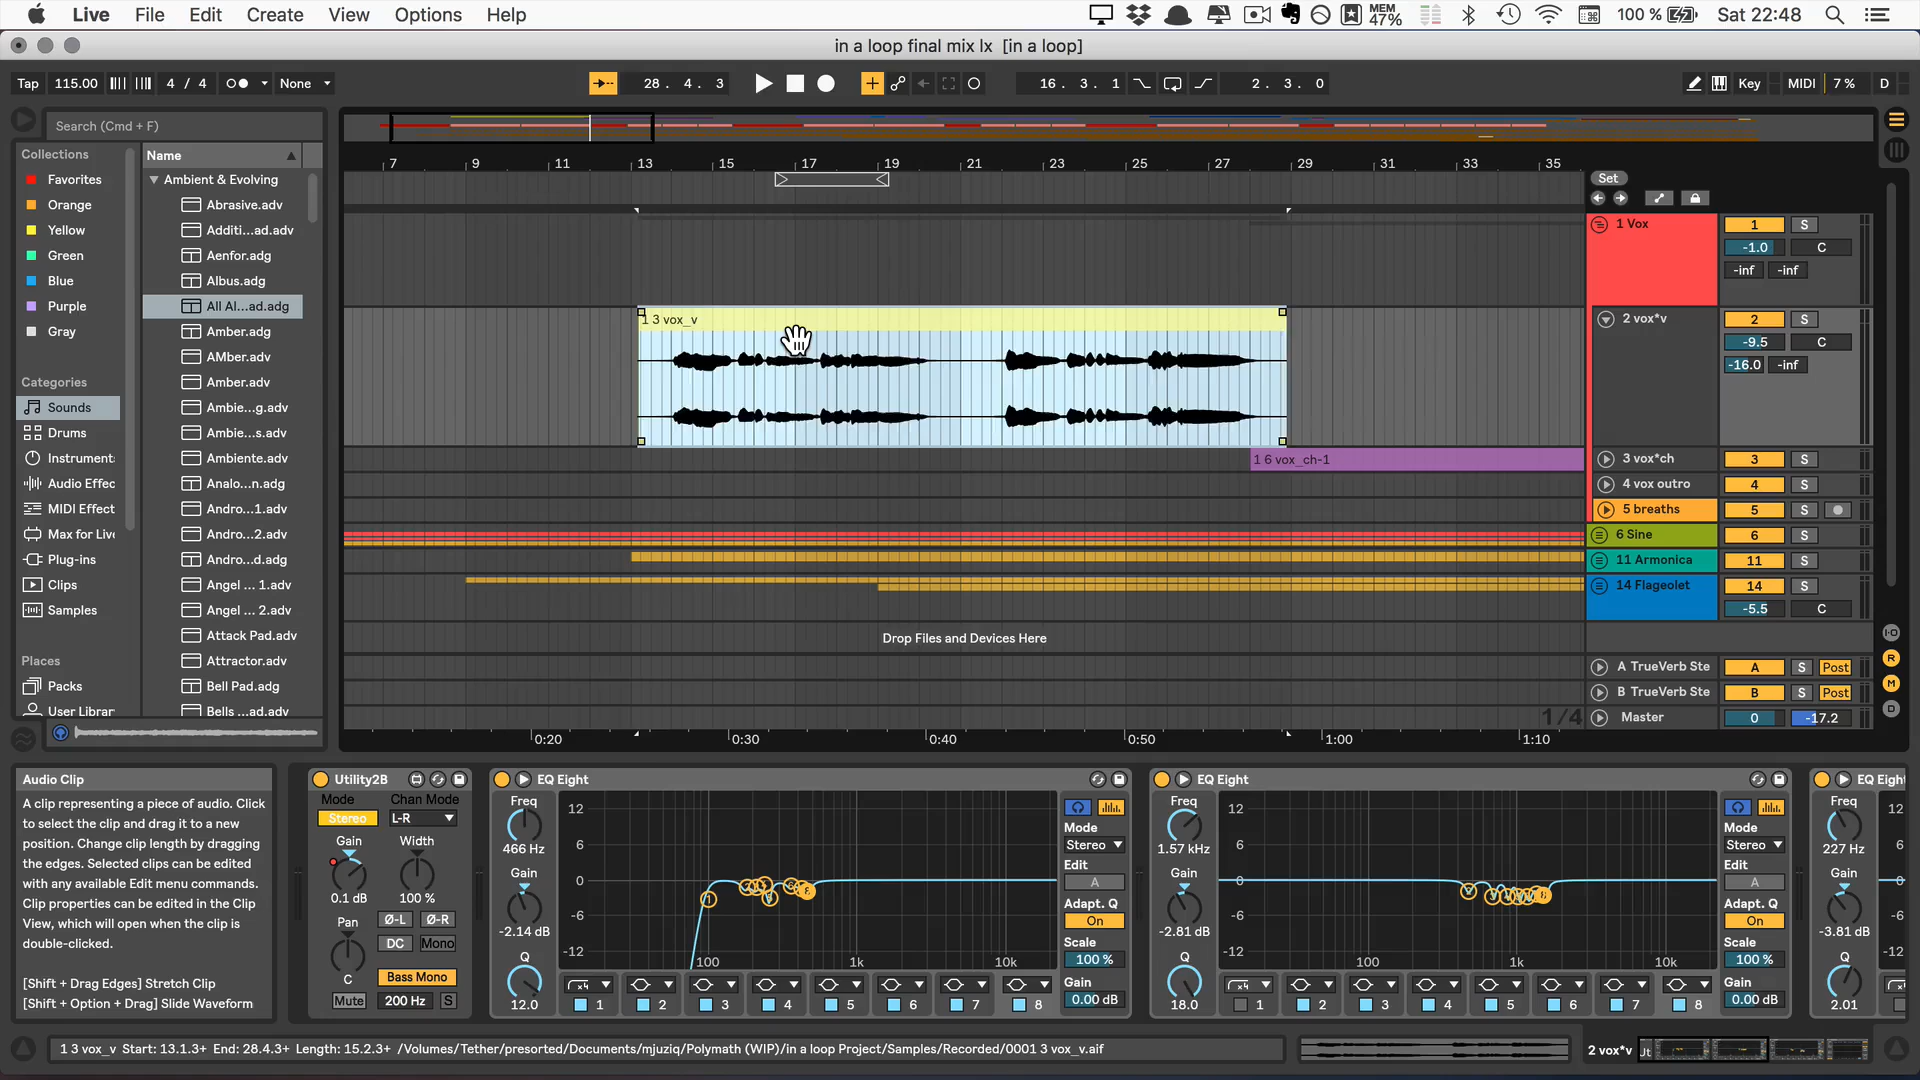 Live File Edit Create View Options Help
MEM 47% 100 % Sat 22:48
in a loop final mix lx [in a loop]
Tap 115.00 4 / 4 None 28 . 4 . 3 16 . 3 . 1 2 . 3 . 0 Key MIDI 7 % D
Search (Cmd + F)
Collections
Favorites
Orange
Yellow
Green
Blue
Purple
Gray
Categories
Sounds
Drums
Instrument
Audio Effec
MIDI Effect
Max for Liv
Plug-ins
Clips
Samples
Places
Packs
User Librar
Name
Ambient & Evolving
Abrasive.adv
Additi...ad.adv
Aenfor.adg
Albus.adg
All Al...ad.adg
Amber.adg
AMber.adv
Amber.adv
Ambie...g.adv
Ambie...s.adv
Ambiente.adv
Analo...n.adg
Andro...1.adv
Andro...2.adv
Andro...d.adg
Angel ... 1.adv
Angel ... 2.adv
Attack Pad.adv
Attractor.adv
Bell Pad.adg
Bells ...ad.adv
7 9 11 13 15 17 19 21 23 25 27 29 31 33 35
1 3 vox_v
1 6 vox_ch-1
Drop Files and Devices Here
1/4
0:20 0:30 0:40 0:50 1:00 1:10
Set
1 Vox 1 S
-1.0 C
-inf -inf
2 vox*v 2 S
-9.5 C
-16.0 -inf
3 vox*ch 3 S
4 vox outro 4 S
5 breaths 5 S
6 Sine 6 S
11 Armonica 11 S
14 Flageolet 14 S
-5.5 C
A TrueVerb Ste A S Post
B TrueVerb Ste B S Post
Master 0 -17.2
I·O
R
M
D
Audio Clip
A clip representing a piece of audio. Click
to select the clip and drag it to a new
position. Change clip length by dragging
the edges. Selected clips can be edited
with any available Edit menu commands.
Clip properties can be edited in the Clip
View, which will open when the clip is
double-clicked.
[Shift + Drag Edges] Stretch Clip
[Shift + Option + Drag] Slide Waveform
Utility2B
Mode Chan Mode
Stereo L-R
Gain Width
0.1 dB 100 %
Pan Ø-L Ø-R
DC Mono
C Bass Mono
Mute 200 Hz S
EQ Eight
Freq
466 Hz
Gain
-2.14 dB
Q
12.0
12
6
0
-6
-12
100 1k 10k
1 2 3 4 5 6 7 8
Mode
Stereo
Edit
A
Adapt. Q
On
Scale
100 %
Gain
0.00 dB
EQ Eight
Freq
1.57 kHz
Gain
-2.81 dB
Q
18.0
12
6
0
-6
-12
100 1k 10k
1 2 3 4 5 6 7 8
Mode
Stereo
Edit
A
Adapt. Q
On
Scale
100 %
Gain
0.00 dB
EQ Eight
Freq
227 Hz
Gain
-3.81 dB
Q
2.01
1 3 vox_v Start: 13.1.3+ End: 28.4.3+ Length: 15.2.3+ /Volumes/Tether/presorted/Documents/mjuziq/Polymath (WIP)/in a loop Project/Samples/Recorded/0001 3 vox_v.aif
2 vox*v